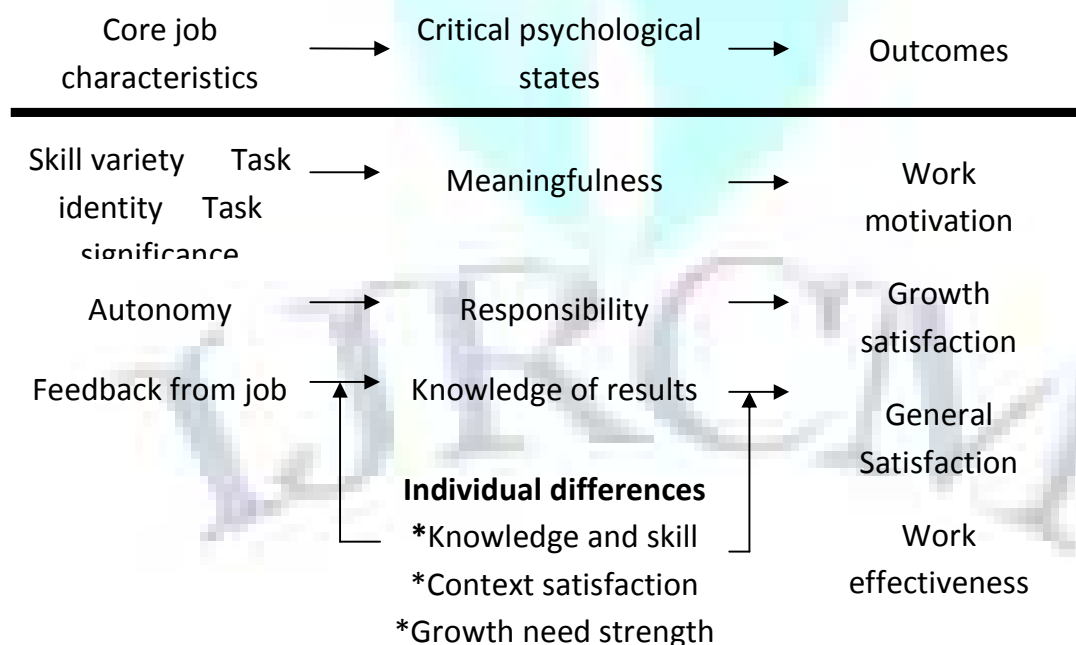 Core job
characteristics
Critical psychological
states
Outcomes
Skill variety Task
identity Task
significance
Meaningfulness
Work
motivation
Autonomy
Responsibility
Growth
satisfaction
Feedback from job
Knowledge of results
General
Satisfaction
Individual differences
*Knowledge and skill
*Context satisfaction
*Growth need strength
Work
effectiveness